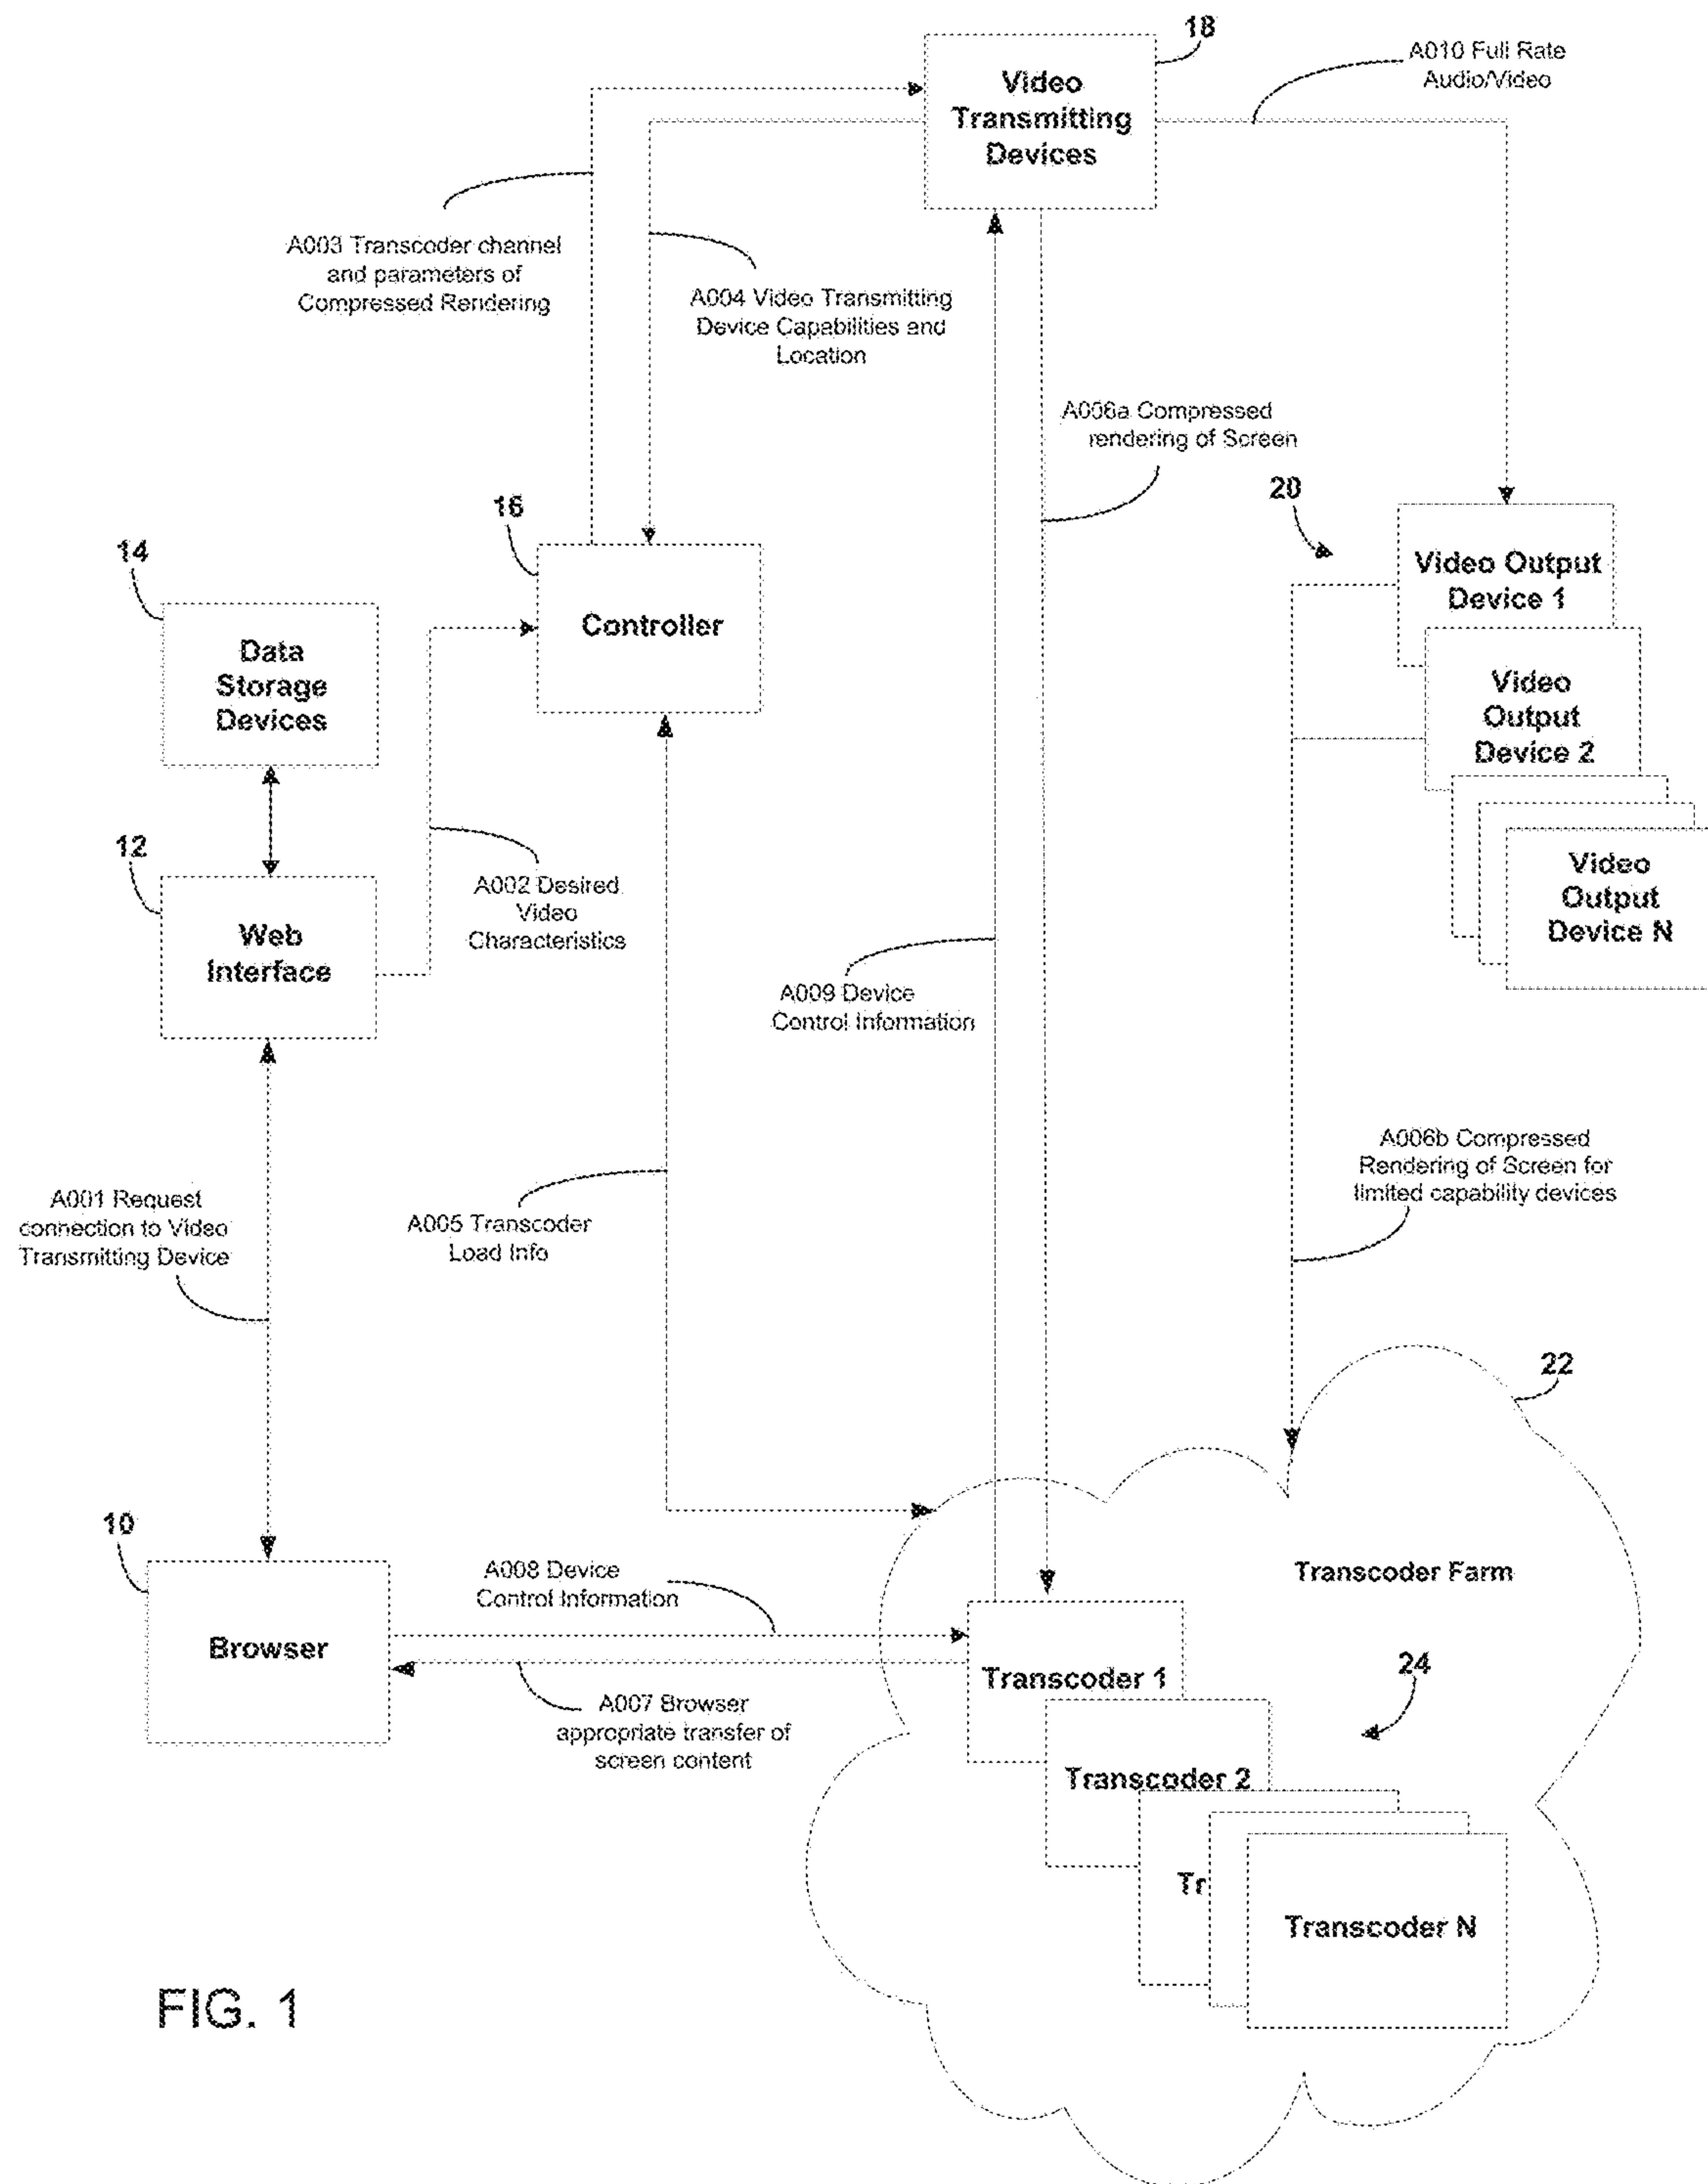 18
Video
Transmitting
Devices
A010 Full Rate
Audio/Video
A003 Transcoder channel
and parameters of
Compressed Rendering
A004 Video Transmitting
Device Capabilities and
Location
A006a Compressed
rendering of Screen
20
16
14
Video Output
Device 1
Controller
Data
Storage
Devices
Video
Output
Device 2
12
A002 Desired
Video
Characteristics
Video
Output
Device N
Web
Interface
A009 Device
Control Information
A006b Compressed
Rendering of Screen for
limited capability devices
A001 Request
connection to Video
Transmitting Device
A005 Transcoder
Load Info
22
10
A008 Device
Control Information
Transcoder Farm
Browser
24
Transcoder 1
A007 Browser
appropriate transfer of
screen content
Transcoder 2
Tr
Transcoder N
FIG. 1